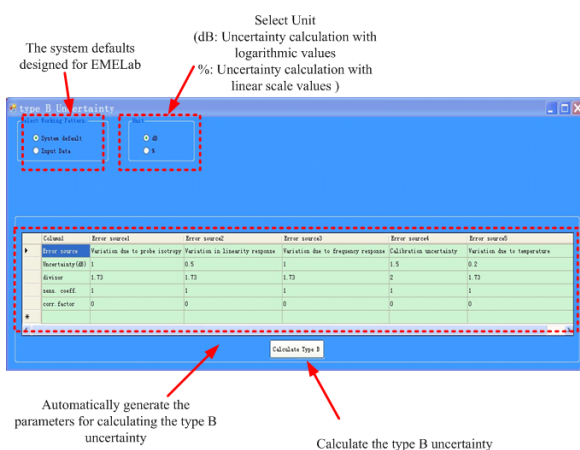 Select Unit
(dB: Uncertainty calculation with
logarithmic values
%: Uncertainty calculation with
linear scale values )
The system defaults
designed for EMELab
type B Uncertainty
Select Working Pattern
Unit
System default
dB
Input Data
%
Column1 Error source1 Error source2 Error source3 Error source4 Error source5
Error source Variation due to probe isotropy Variation in linearity response Variation due to frequency response Calibration uncertainty Variation due to temperature
Uncertainty(dB) 1 0.5 1 1.5 0.2
divisor 1.73 1.73 1.73 2 1.73
sens. coeff. 1 1 1 1 1
corr.factor 0 0 0 0 0
Calculate Type B
Automatically generate the
parameters for calculating the type B
uncertainty
Calculate the type B uncertainty